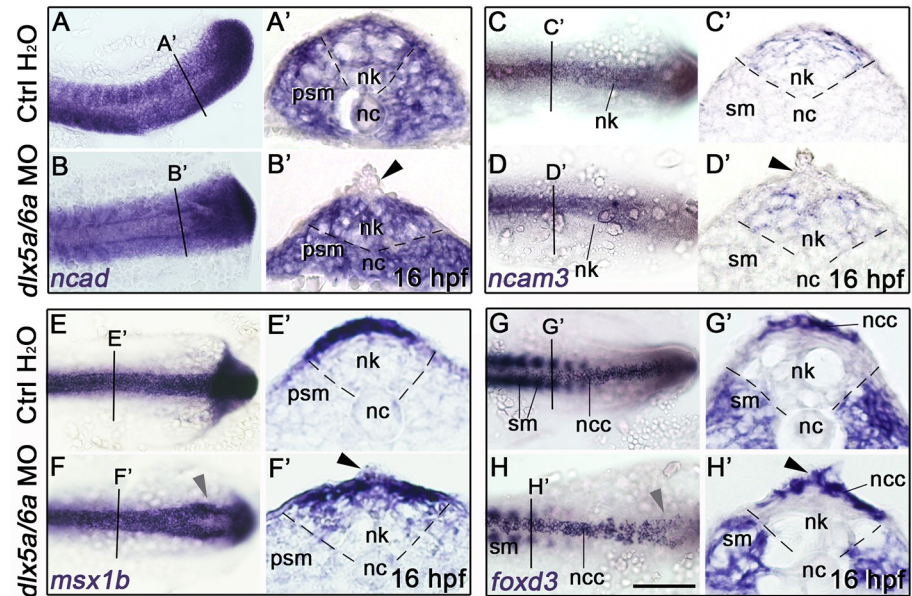 A
A'
A'
psm
nk
nc
Ctrl H₂O
B
B'
B'
psm
nk
nc
dlx5a/6a MO
ncad
16 hpf
C
C'
C'
nk
nk
sm
nc
D
D'
D'
nk
nk
sm
nc
ncam3
16 hpf
E
E'
E'
nk
psm
nc
Ctrl H₂O
F
F'
F'
nk
psm
nc
dlx5a/6a MO
msx1b
16 hpf
G
G'
G'
sm
ncc
ncc
nk
sm
nc
H
H'
H'
sm
ncc
ncc
nk
sm
nc
foxd3
16 hpf